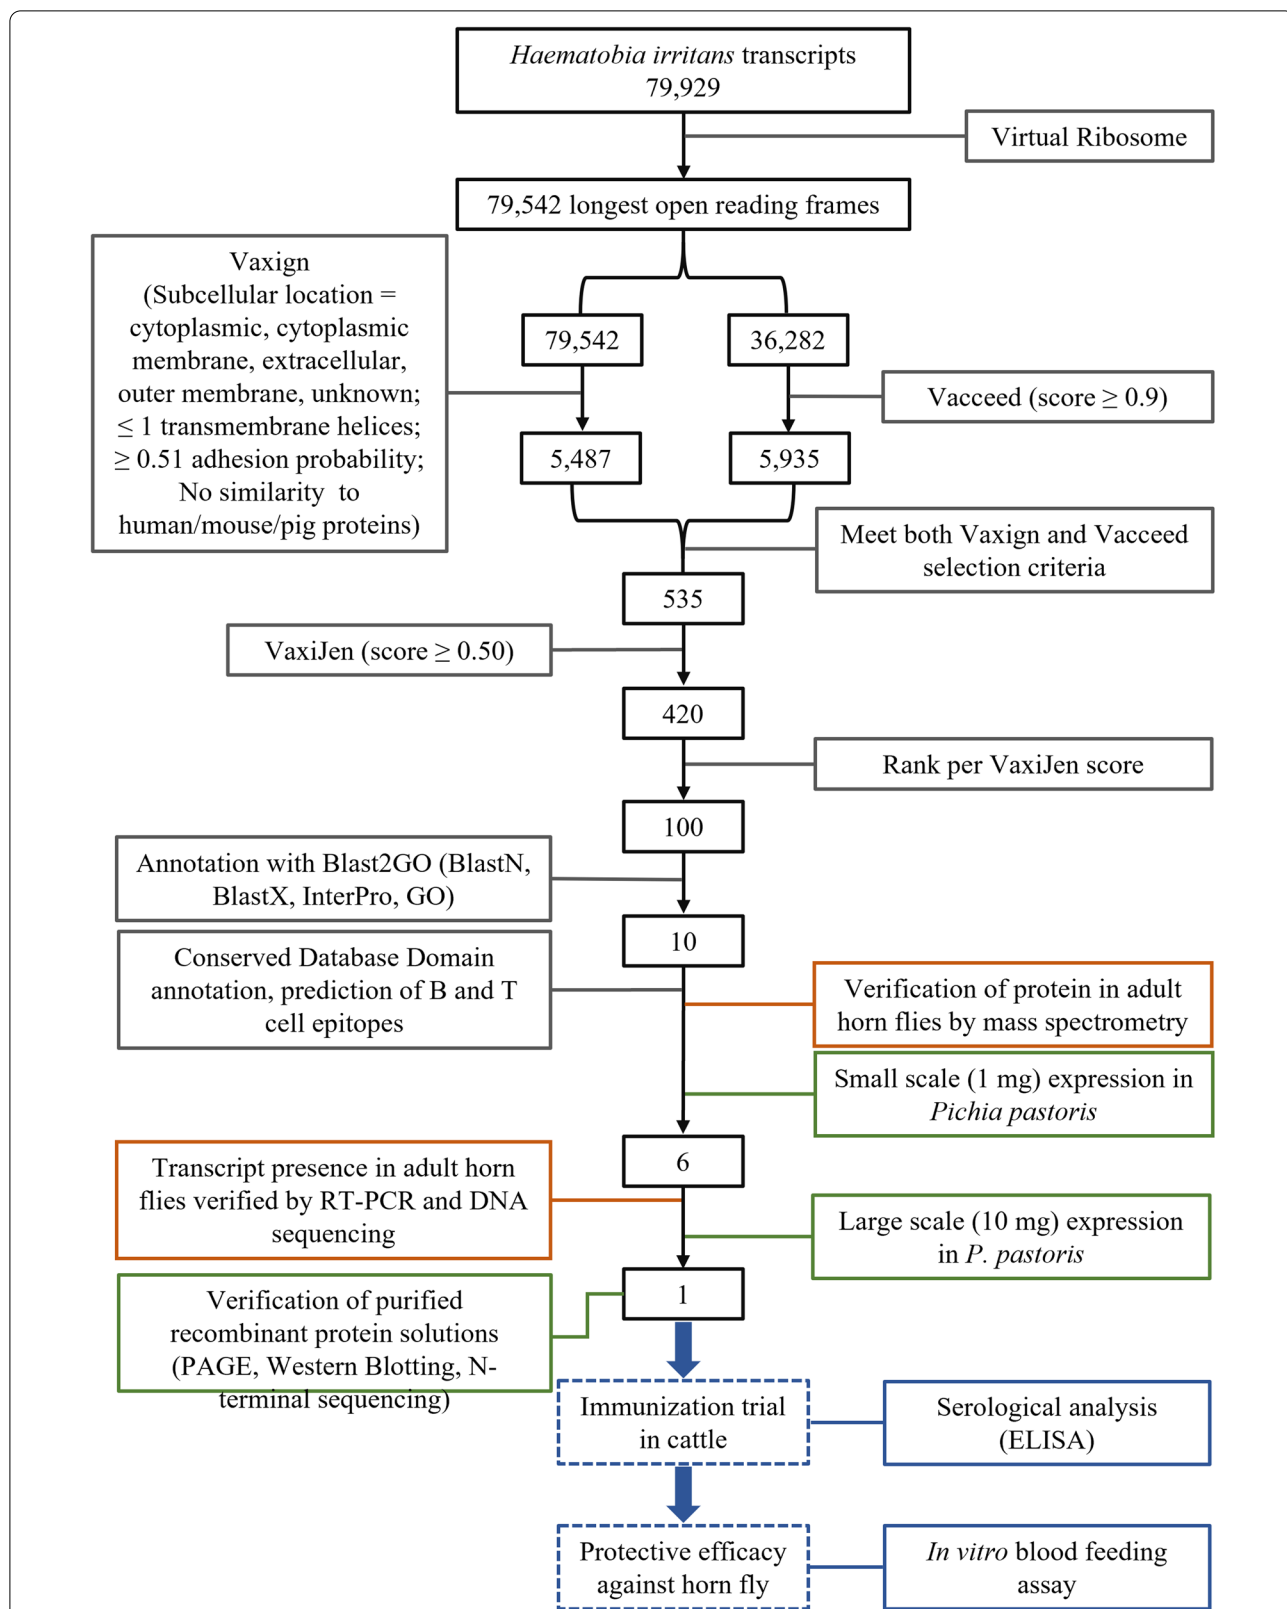 Haematobia irritans transcripts
79,929
Virtual Ribosome
79,542 longest open reading frames
Vaxign
(Subcellular location =
cytoplasmic, cytoplasmic
membrane, extracellular,
outer membrane, unknown;
≤ 1 transmembrane helices;
≥ 0.51 adhesion probability;
No similarity to
human/mouse/pig proteins)
79,542
36,282
Vacceed (score ≥ 0.9)
5,487
5,935
Meet both Vaxign and Vacceed
selection criteria
535
VaxiJen (score ≥ 0.50)
420
Rank per VaxiJen score
100
Annotation with Blast2GO (BlastN,
BlastX, InterPro, GO)
10
Conserved Database Domain
annotation, prediction of B and T
cell epitopes
Verification of protein in adult
horn flies by mass spectrometry
Small scale (1 mg) expression in
Pichia pastoris
6
Transcript presence in adult horn
flies verified by RT-PCR and DNA
sequencing
Large scale (10 mg) expression
in P. pastoris
1
Verification of purified
recombinant protein solutions
(PAGE, Western Blotting, N-
terminal sequencing)
Immunization trial
in cattle
Serological analysis
(ELISA)
Protective efficacy
against horn fly
In vitro blood feeding
assay